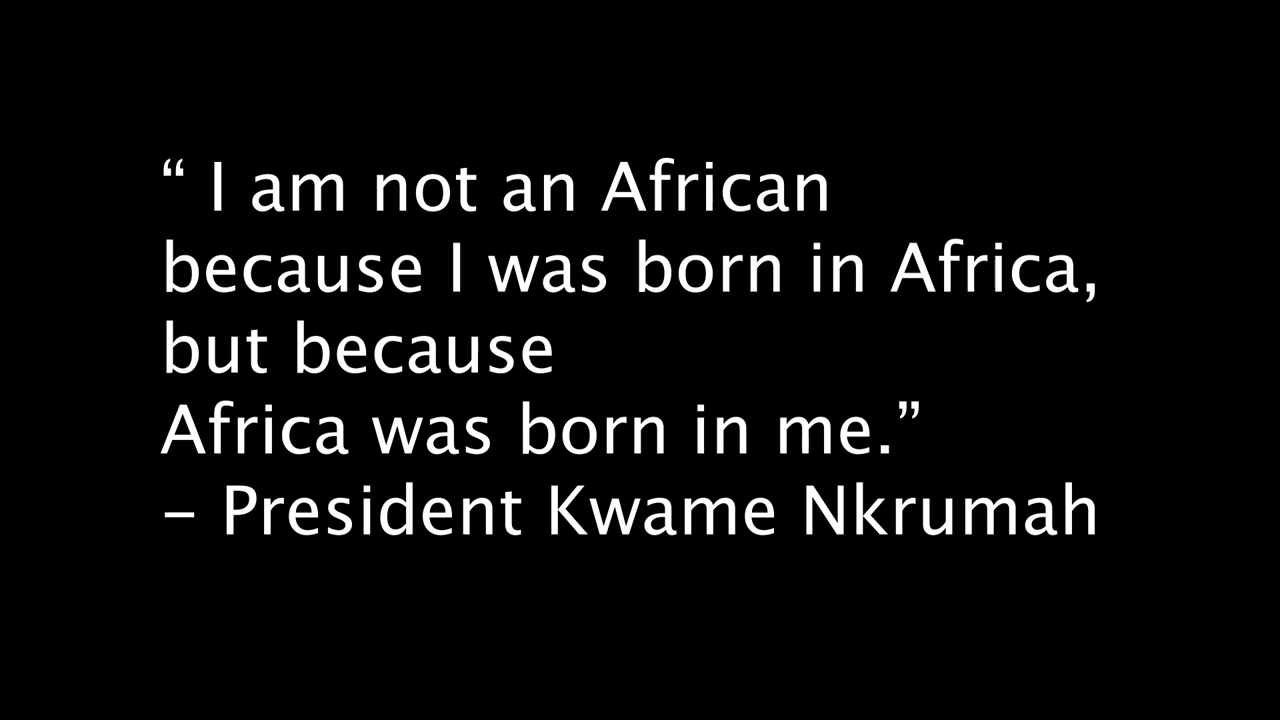 “ I am not an African
because I was born in Africa,
but because
Africa was born in me.”
– President Kwame Nkrumah